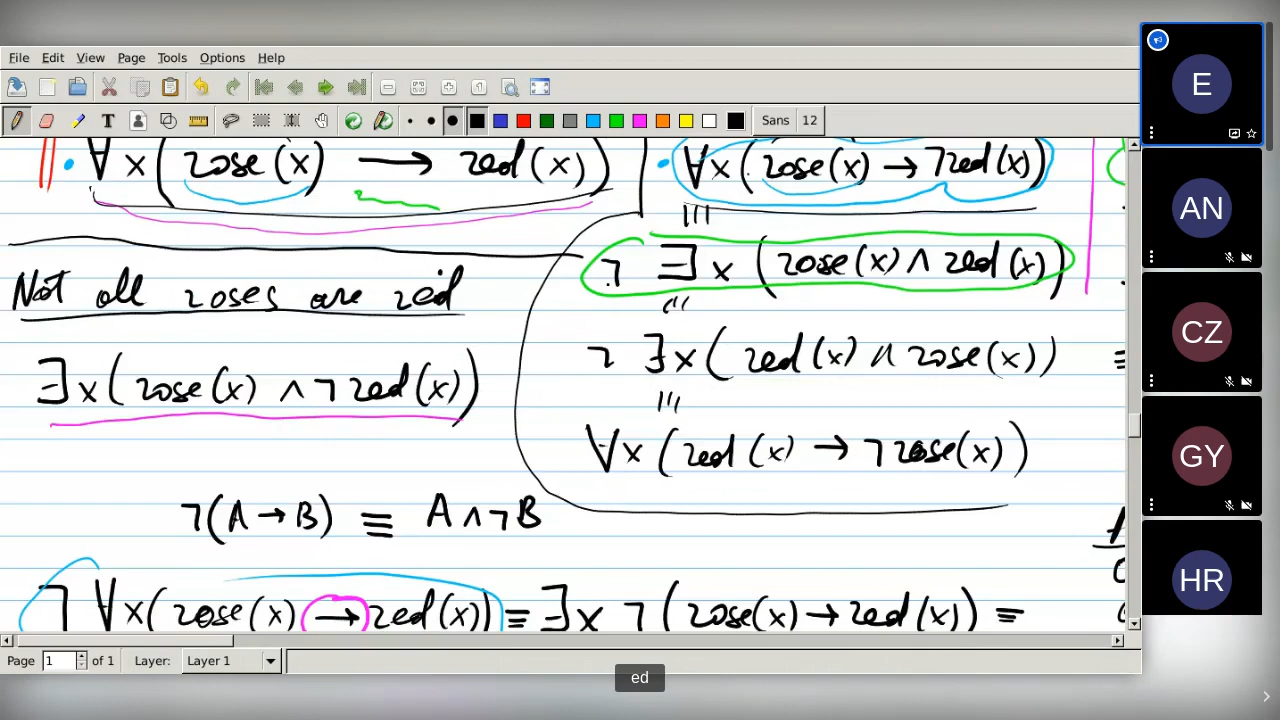 File Edit View Page Tools Options Help
Sans 12
∀x(rose(x) → red(x))
∀x(rose(x) → ¬red(x))
≡
¬∃x(rose(x) ∧ red(x))
≡
¬∃x(red(x) ∧ rose(x)) ≡
≡
∀x(red(x) → ¬rose(x))
Not all roses are red
∃x(rose(x) ∧ ¬red(x))
¬(A → B) ≡ A ∧ ¬B
¬∀x(rose(x) → red(x)) ≡ ∃x ¬(rose(x) → red(x)) ≡
Page 1 of 1 Layer: Layer 1
ed
E
AN
CZ
GY
HR